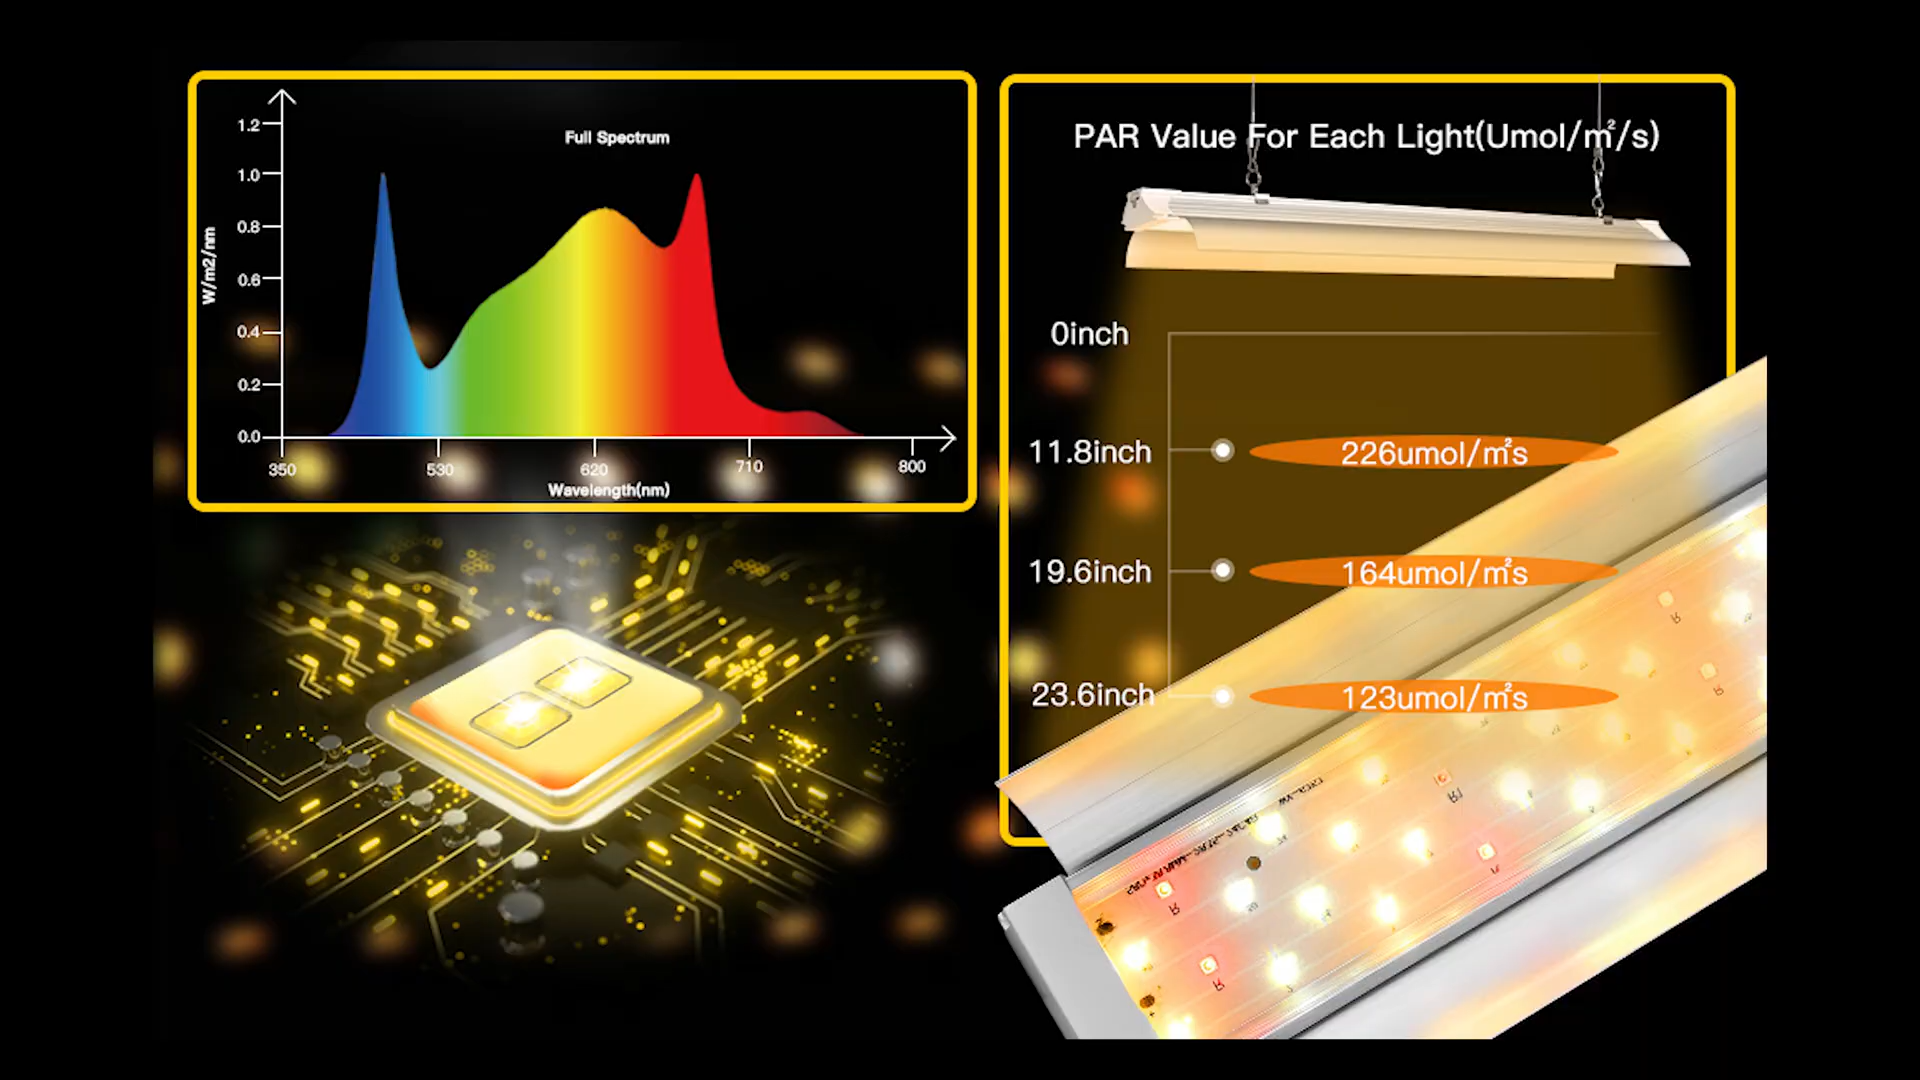 Full Spectrum
1.2
1.0
0.8
0.6
0.4
0.2
0.0
W/m2/nm
350
530
620
710
800
Wavelength(nm)
PAR Value For Each Light(Umol/㎡/s)
0inch
11.8inch
226umol/㎡s
19.6inch
164umol/㎡s
23.6inch
123umol/㎡s